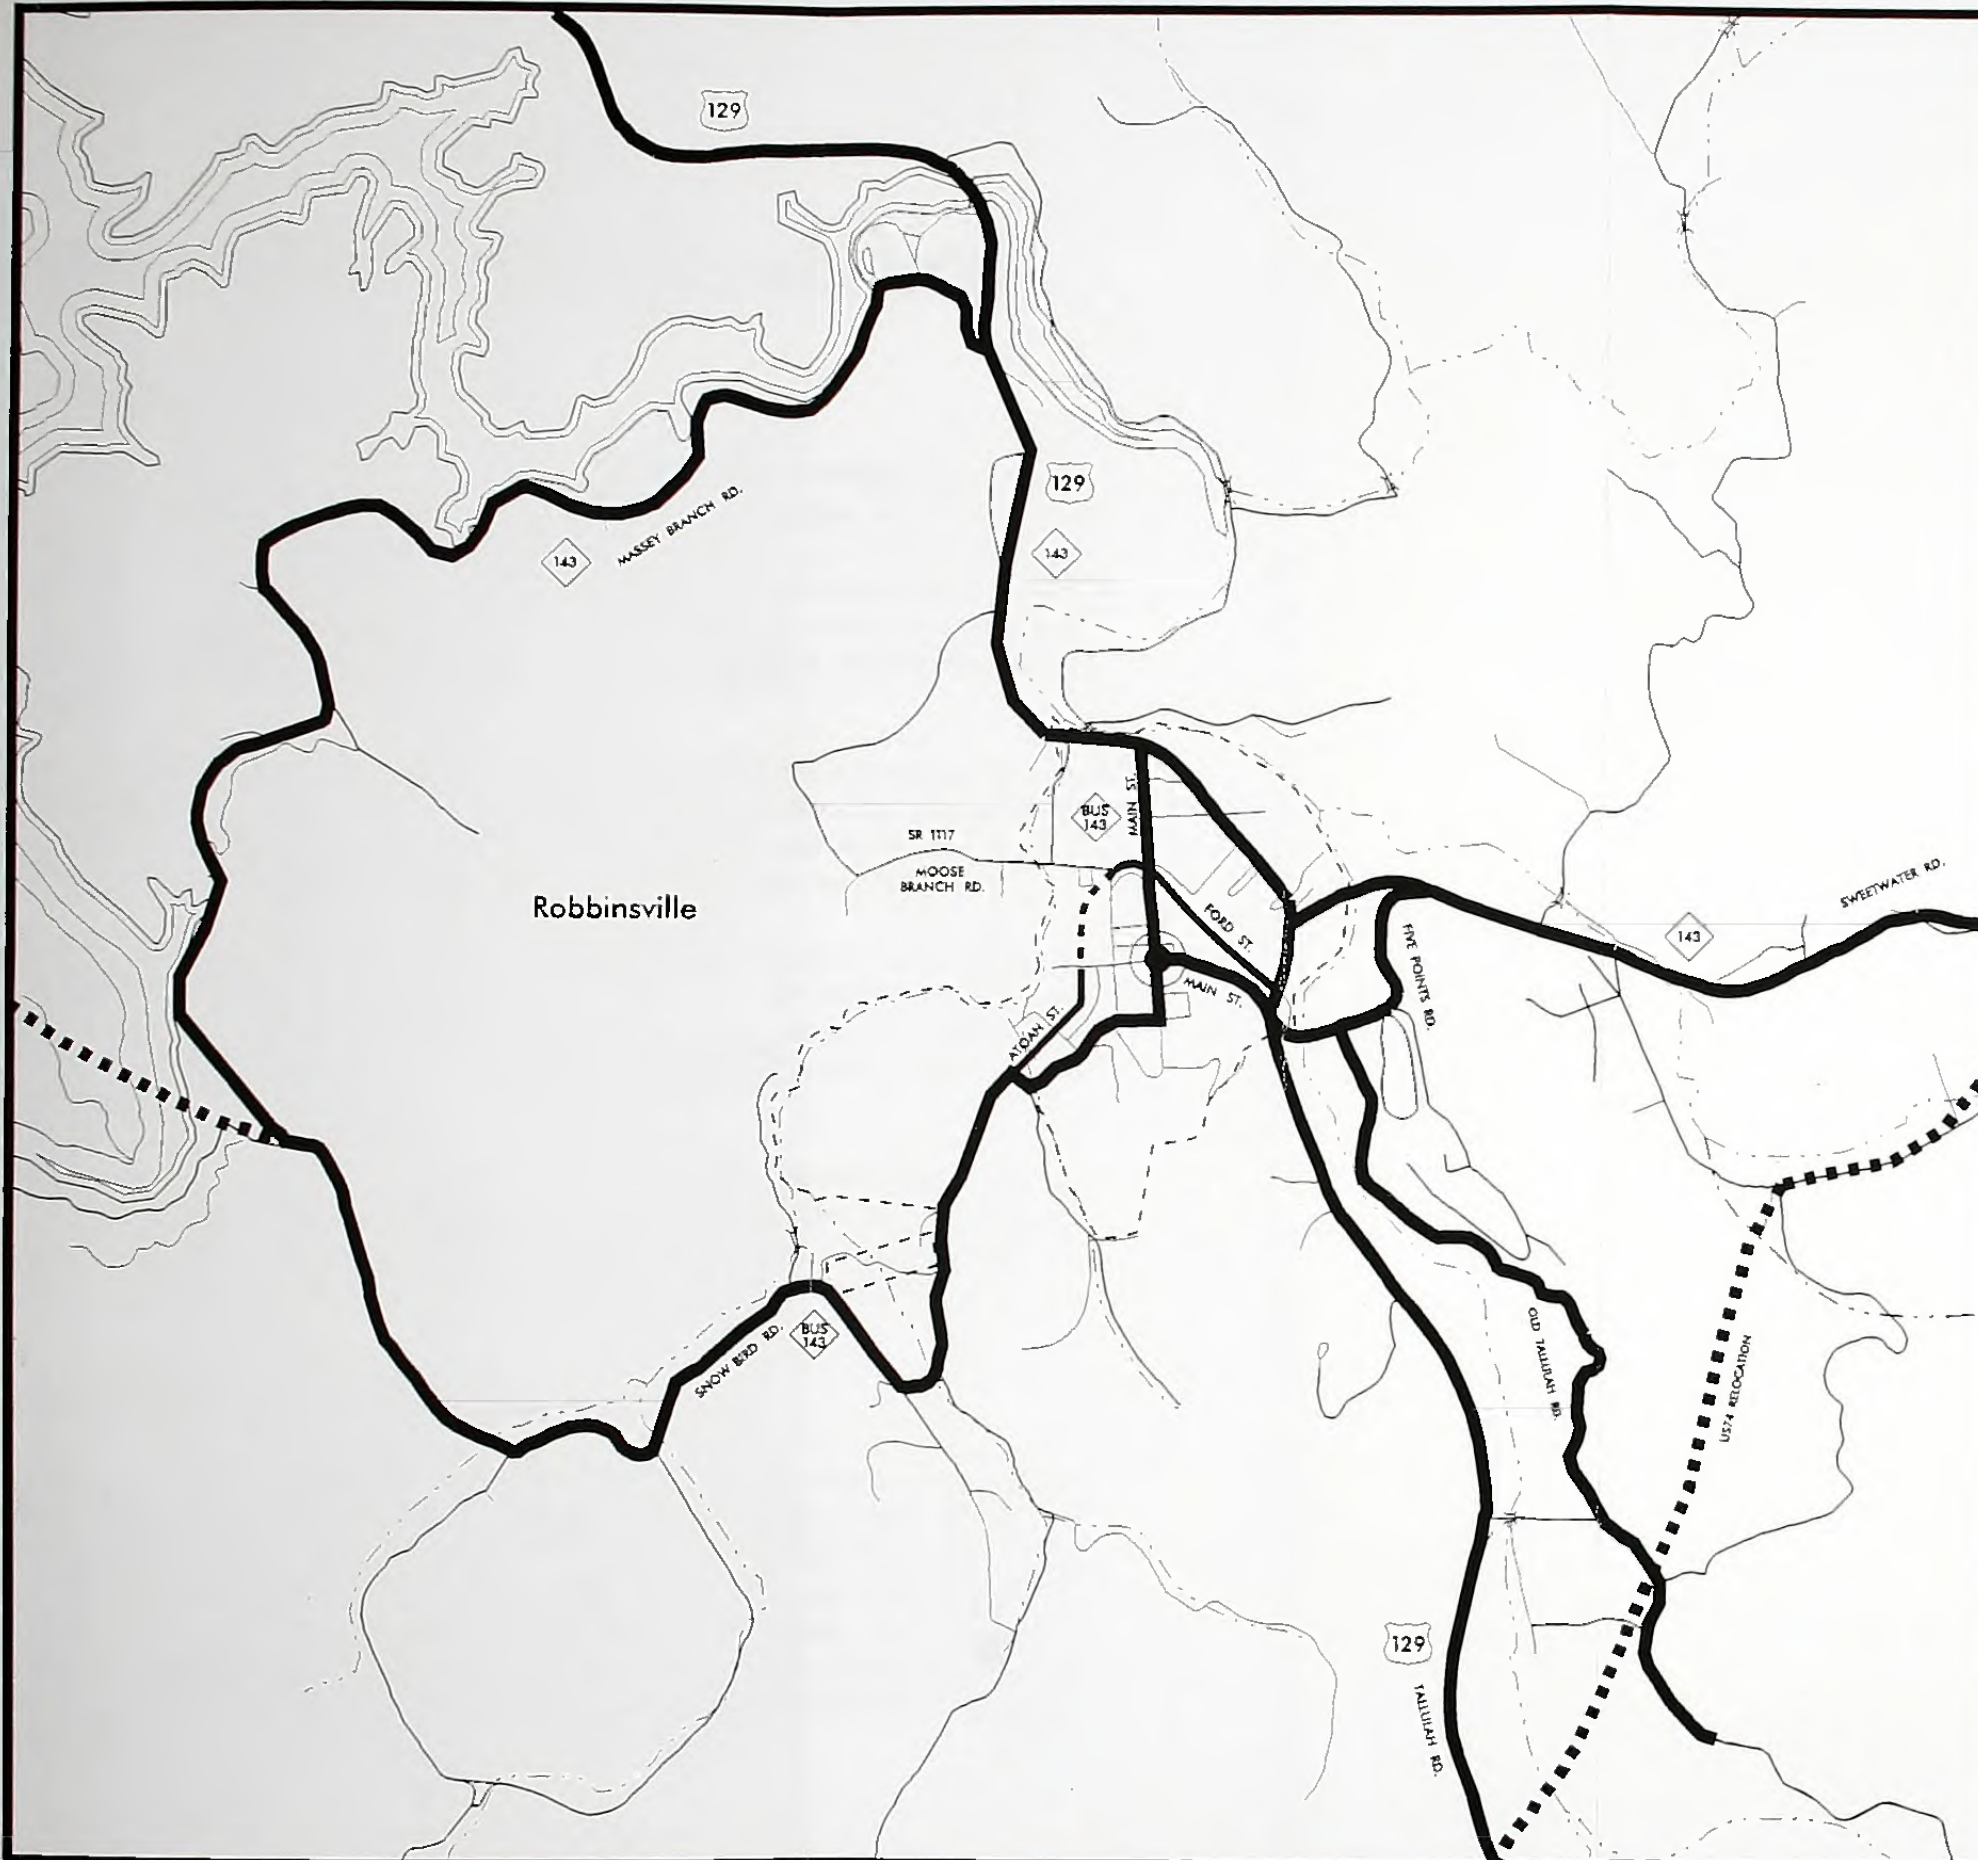 129
MASSEY BRANCH RD.
143
129
143
MAIN ST.
BUS
143
SR 1117
MOOSE
BRANCH RD.
Robbinsville
FORD ST.
SWEETWATER RD.
143
FIVE POINTS RD.
MAIN ST.
ATOAH ST.
SNOW BIRD RD.
BUS
143
OLD TALLULAH RD.
US74 RELOCATION
129
TALLULAH RD.